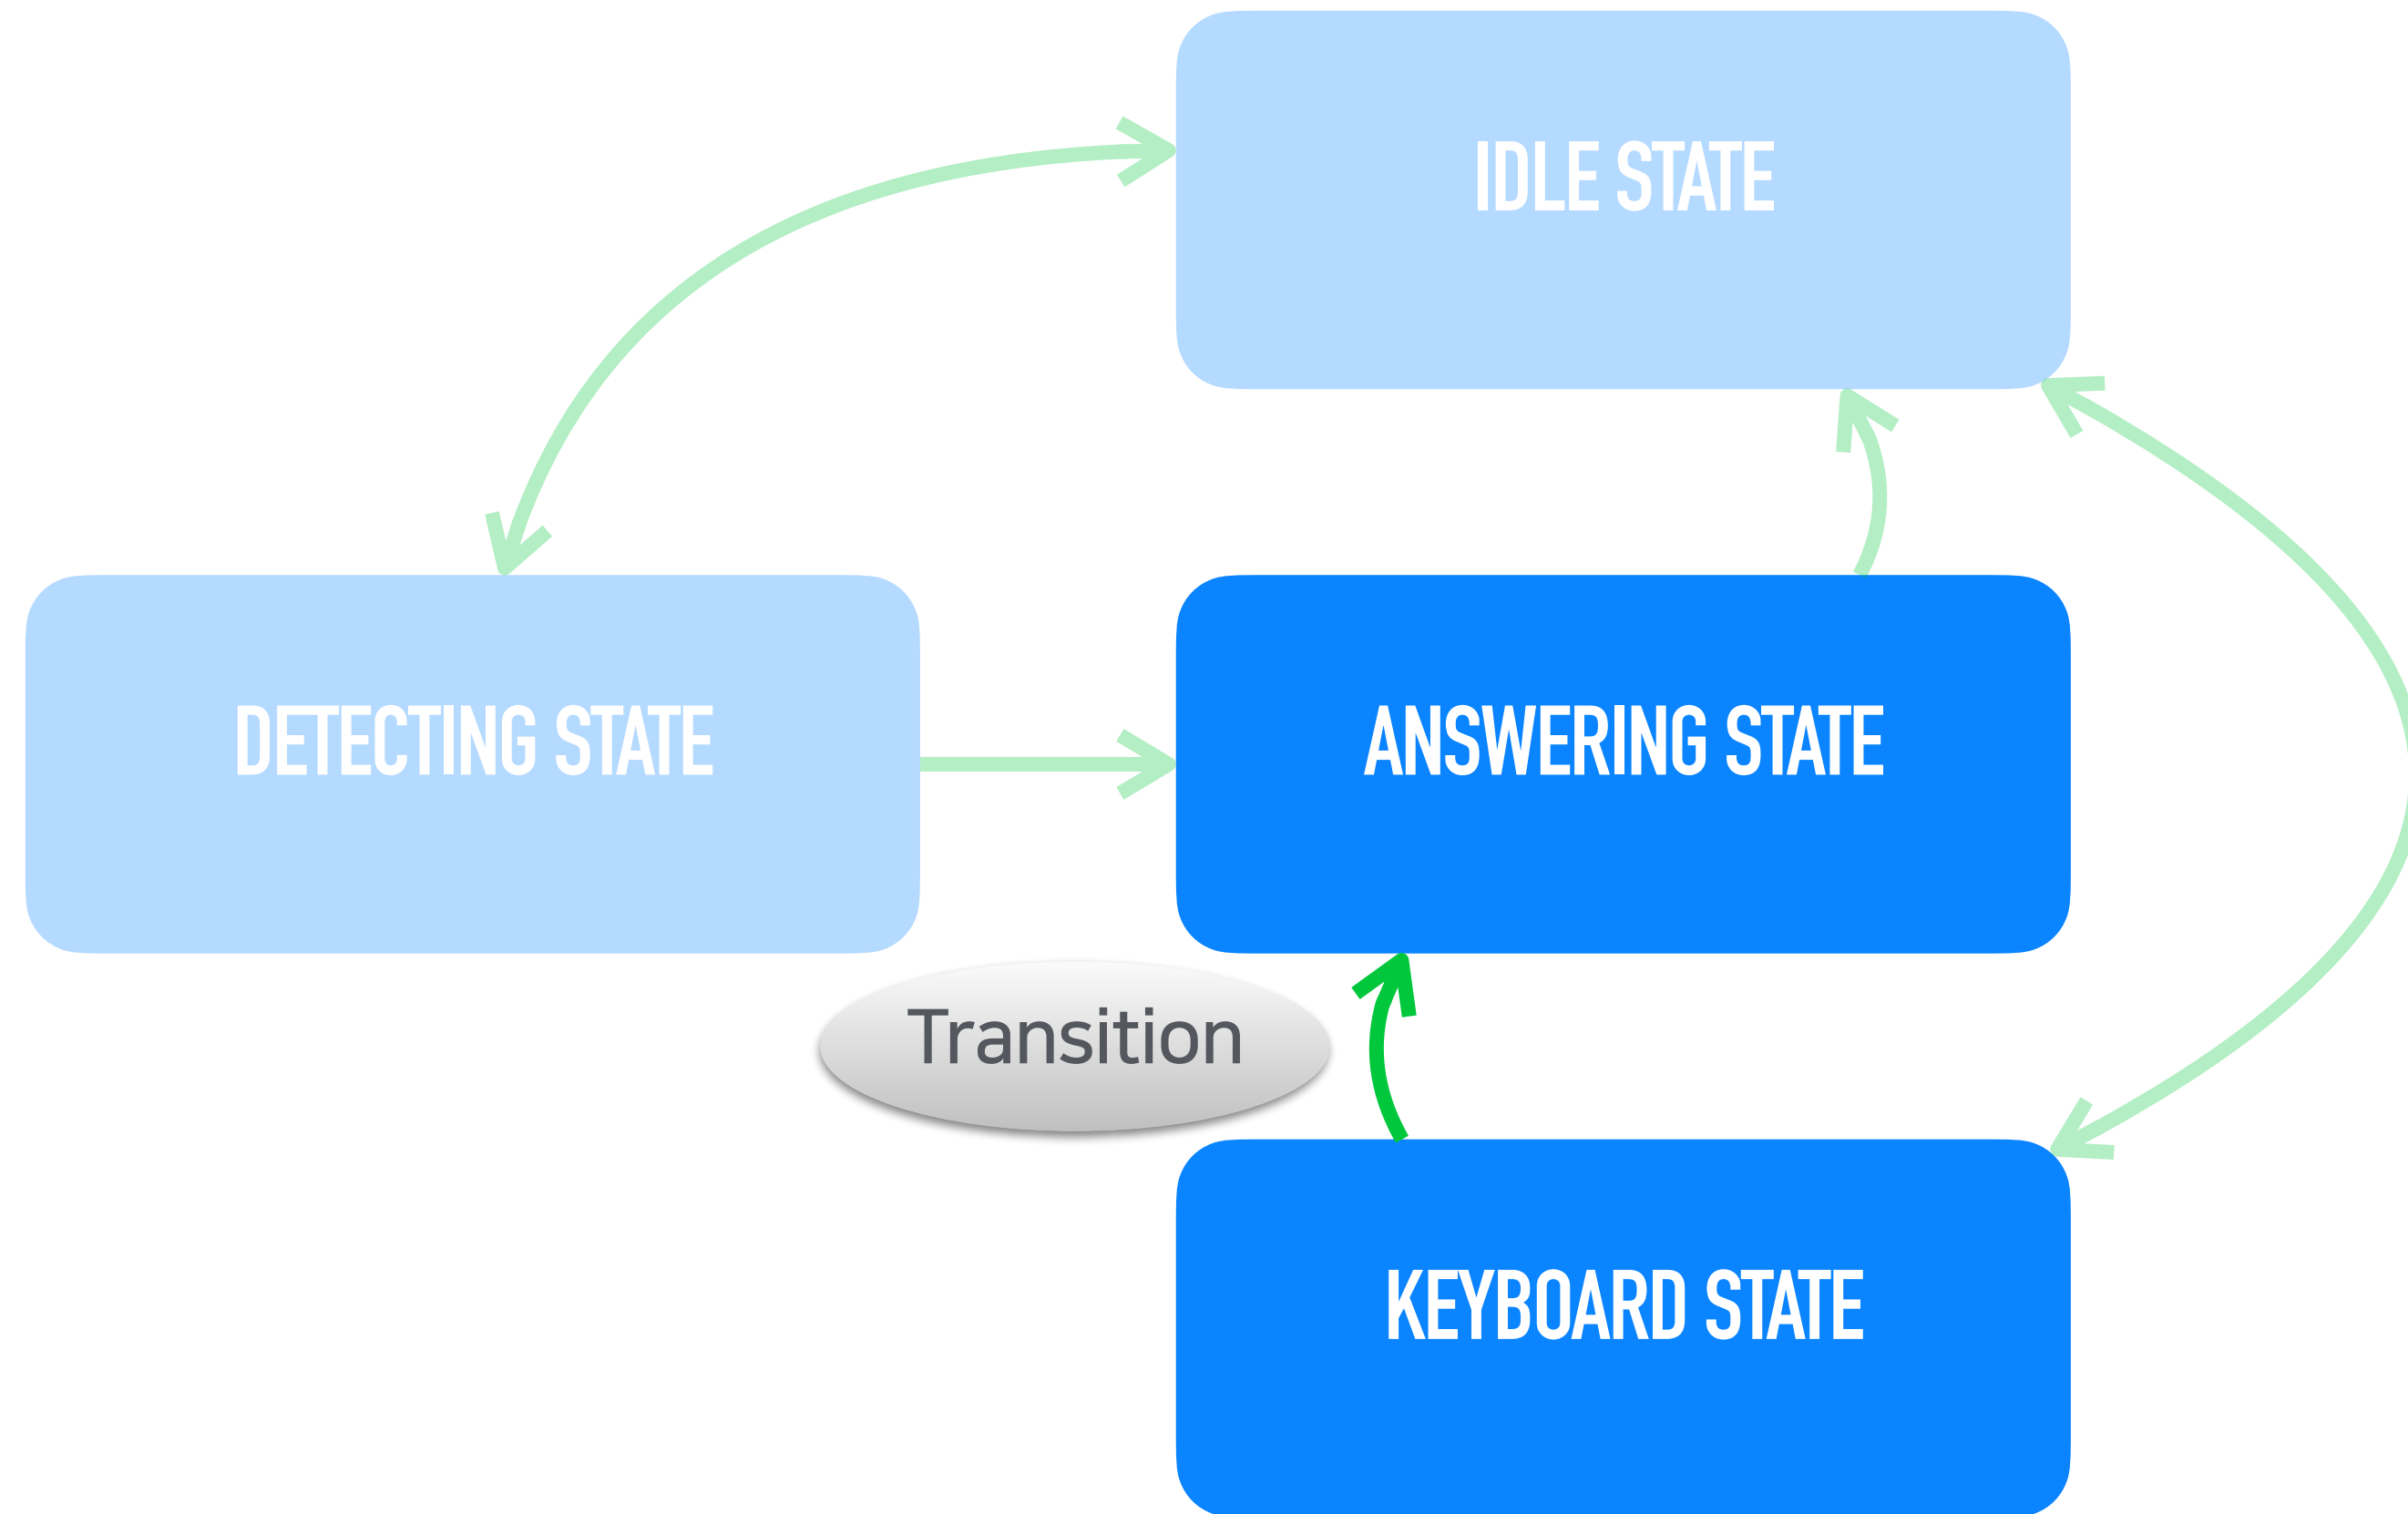 IDLE STATE
DETECTING STATE
ANSWERING STATE
Transition
KEYBOARD STATE